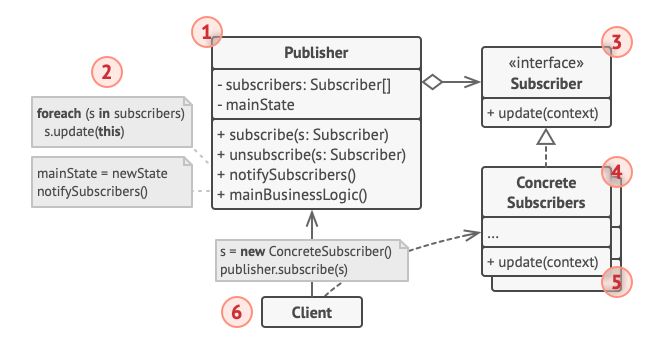 1
Publisher
- subscribers: Subscriber[]
- mainState
+ subscribe(s: Subscriber)
+ unsubscribe(s: Subscriber)
+ notifySubscribers()
+ mainBusinessLogic()
2
foreach (s in subscribers)
s.update(this)
mainState = newState
notifySubscribers()
3
«interface»
Subscriber
+ update(context)
4
Concrete
Subscribers
...
+ update(context)
5
s = new ConcreteSubscriber()
publisher.subscribe(s)
6
Client